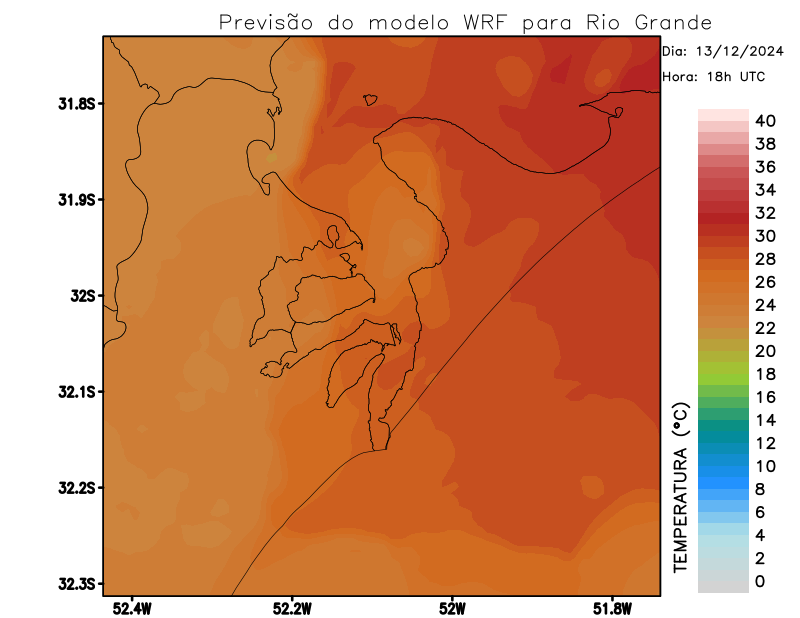 Previsão do modelo WRF para Rio Grande
Dia: 13/12/2024
Hora: 18h UTC
31.8S
31.9S
32S
32.1S
32.2S
32.3S
52.4W
52.2W
52W
51.8W
TEMPERATURA (°C)
40
38
36
34
32
30
28
26
24
22
20
18
16
14
12
10
8
6
4
2
0